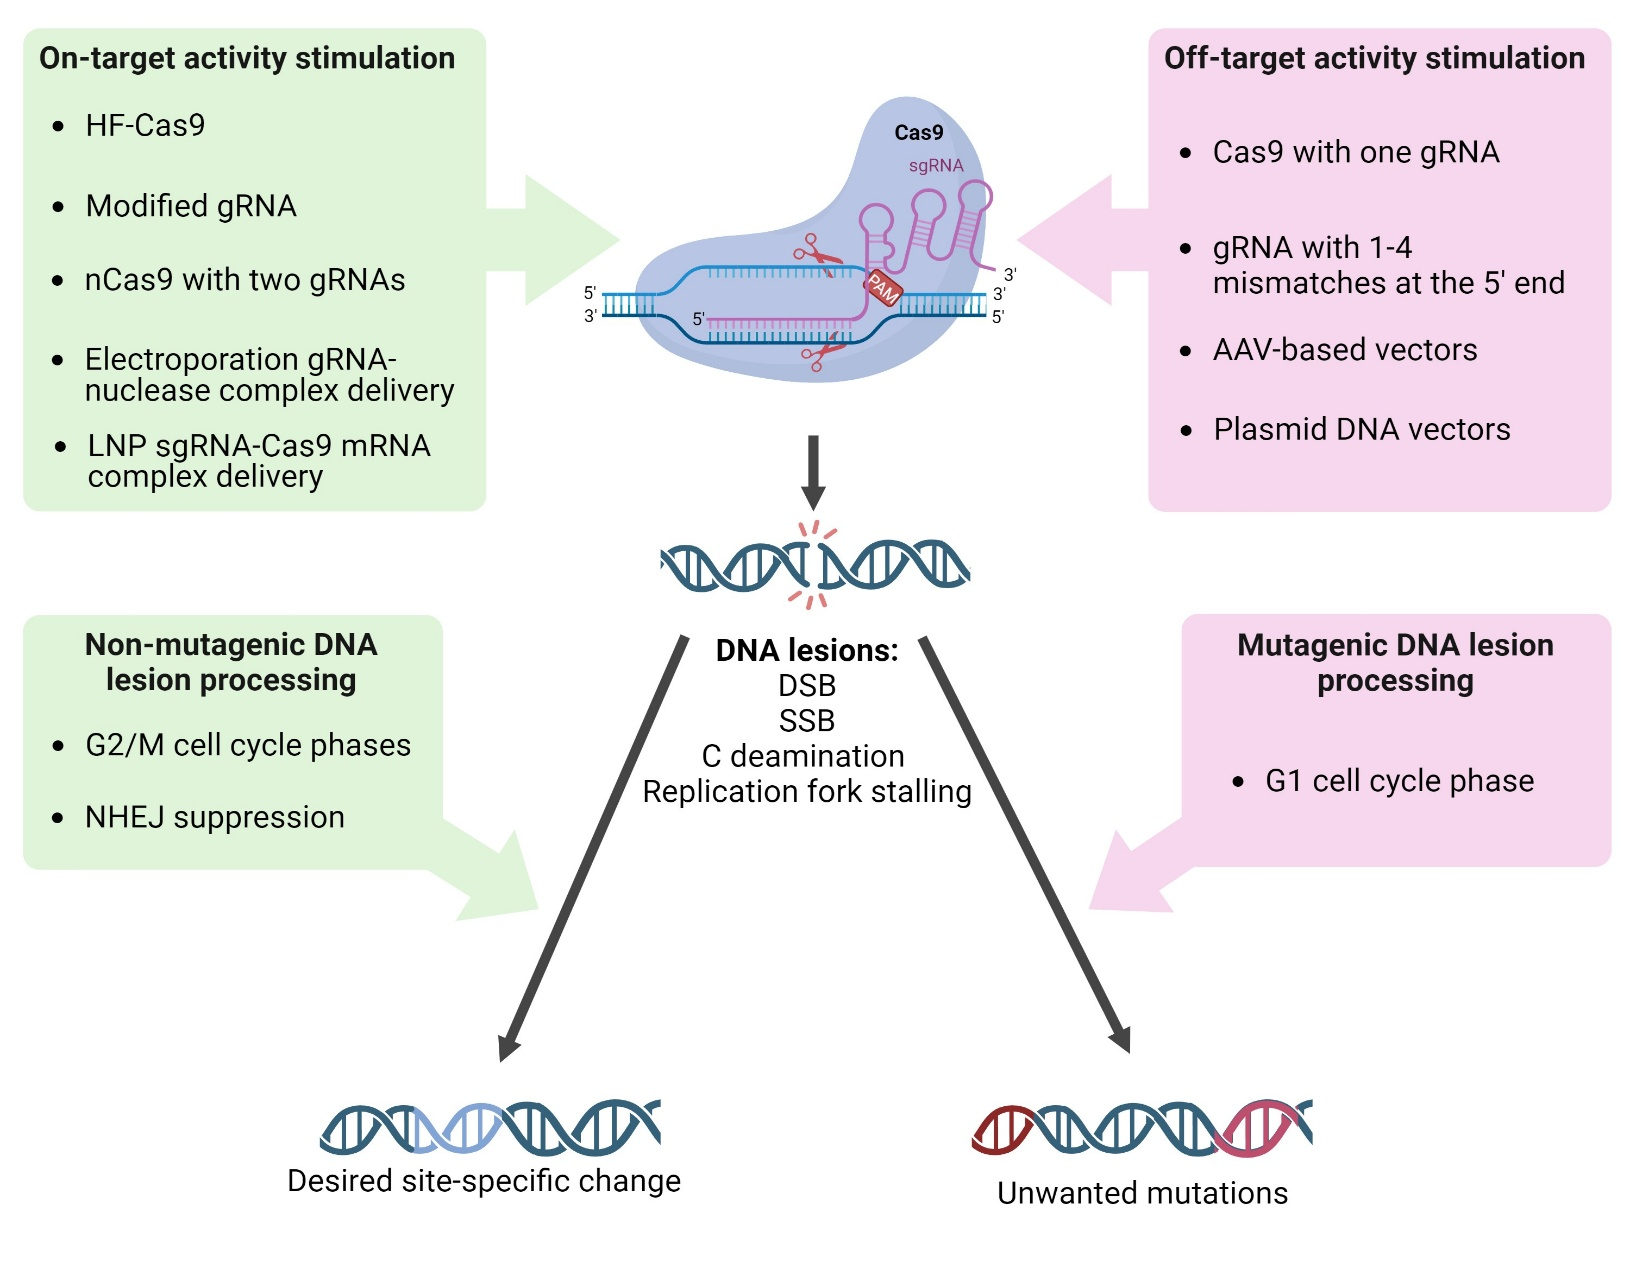 On-target activity stimulation
• HF-Cas9
• Modified gRNA
• nCas9 with two gRNAs
• Electroporation gRNA-
nuclease complex delivery
• LNP sgRNA-Cas9 mRNA
complex delivery
Cas9
sgRNA
3'
PAM
5'
3'
3'
5'
5'
Off-target activity stimulation
• Cas9 with one gRNA
• gRNA with 1-4
mismatches at the 5' end
• AAV-based vectors
• Plasmid DNA vectors
Non-mutagenic DNA
lesion processing
• G2/M cell cycle phases
• NHEJ suppression
DNA lesions:
DSB
SSB
C deamination
Replication fork stalling
Mutagenic DNA lesion
processing
• G1 cell cycle phase
Desired site-specific change
Unwanted mutations